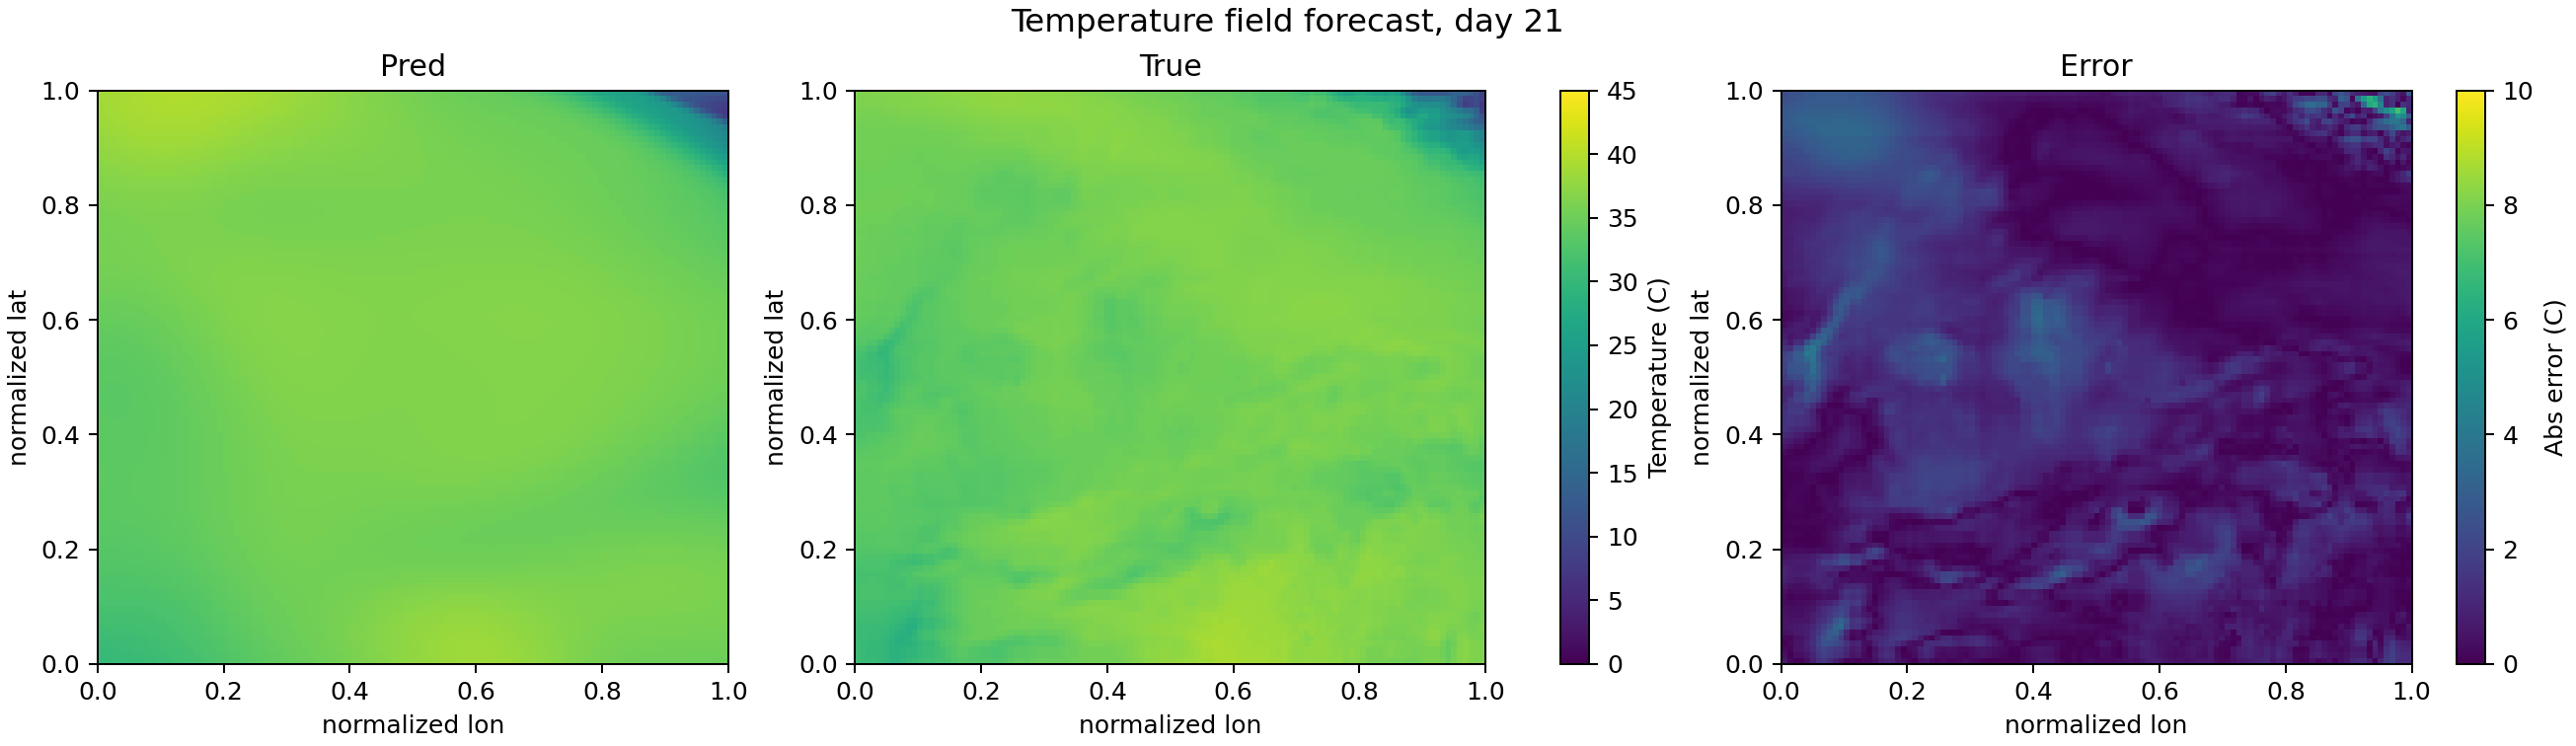 Temperature field forecast, day 21
Pred
1.0
0.8
0.6
0.4
0.2
0.0
normalized lat
0.0 0.2 0.4 0.6 0.8 1.0
normalized lon
True
1.0
0.8
0.6
0.4
0.2
0.0
normalized lat
0.0 0.2 0.4 0.6 0.8 1.0
normalized lon
45
40
35
30
25
20
15
10
5
0
Temperature (C)
Error
1.0
0.8
0.6
0.4
0.2
0.0
normalized lat
0.0 0.2 0.4 0.6 0.8 1.0
normalized lon
10
8
6
4
2
0
Abs error (C)